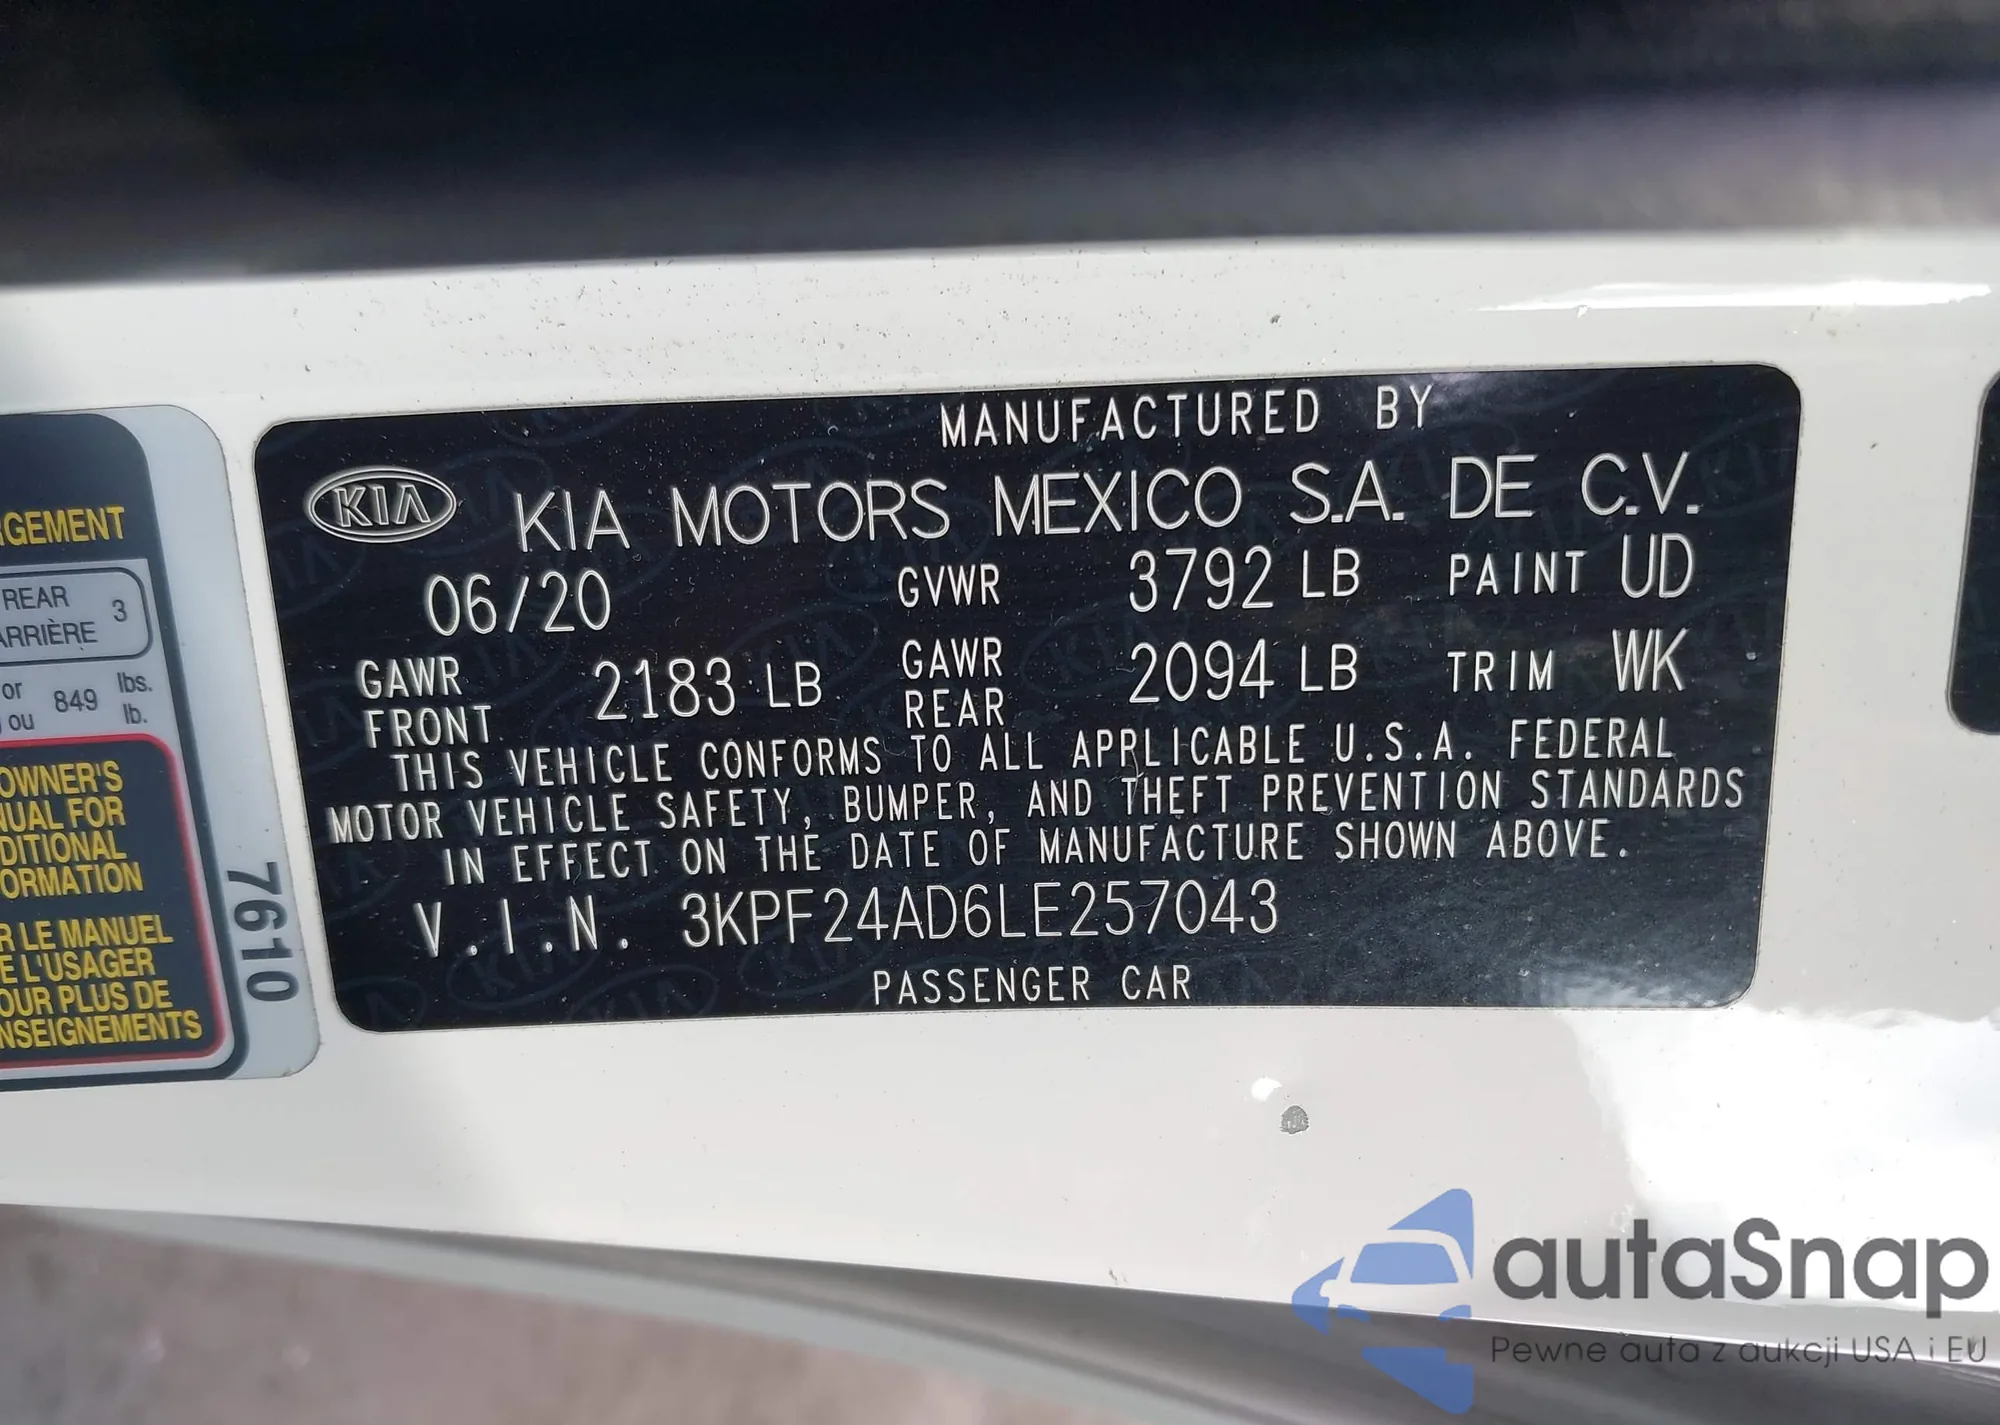 RGEMENT
REAR
3
ARRIÈRE
or
849
lbs.
ou
lb.
OWNER'S
NUAL FOR
DITIONAL
ORMATION
R LE MANUEL
E L'USAGER
OUR PLUS DE
NSEIGNEMENTS
7610
MANUFACTURED BY
KIA
KIA MOTORS MEXICO S.A. DE C.V.
06/20 GVWR 3792 LB PAINT UD
GAWR FRONT 2183 LB GAWR REAR 2094 LB TRIM WK
THIS VEHICLE CONFORMS TO ALL APPLICABLE U.S.A. FEDERAL
MOTOR VEHICLE SAFETY, BUMPER, AND THEFT PREVENTION STANDARDS
IN EFFECT ON THE DATE OF MANUFACTURE SHOWN ABOVE.
V.I.N. 3KPF24AD6LE257043
PASSENGER CAR
autaSnap
Pewne auta z aukcji USA i EU